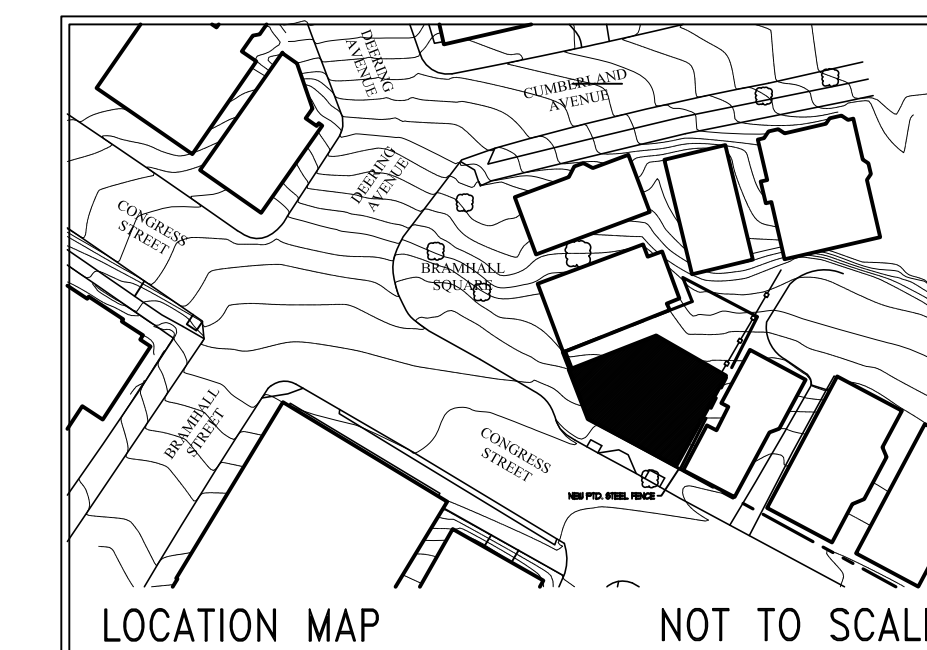 DEERING
AVENUE
CUMBERLAND
AVENUE
DEERING
AVENUE
CONGRESS
STREET
BRAMHALL
SQUARE
BRAMHALL
STREET
CONGRESS
STREET
NEW PTD. STEEL FENCE
LOCATION MAP
NOT TO SCAL